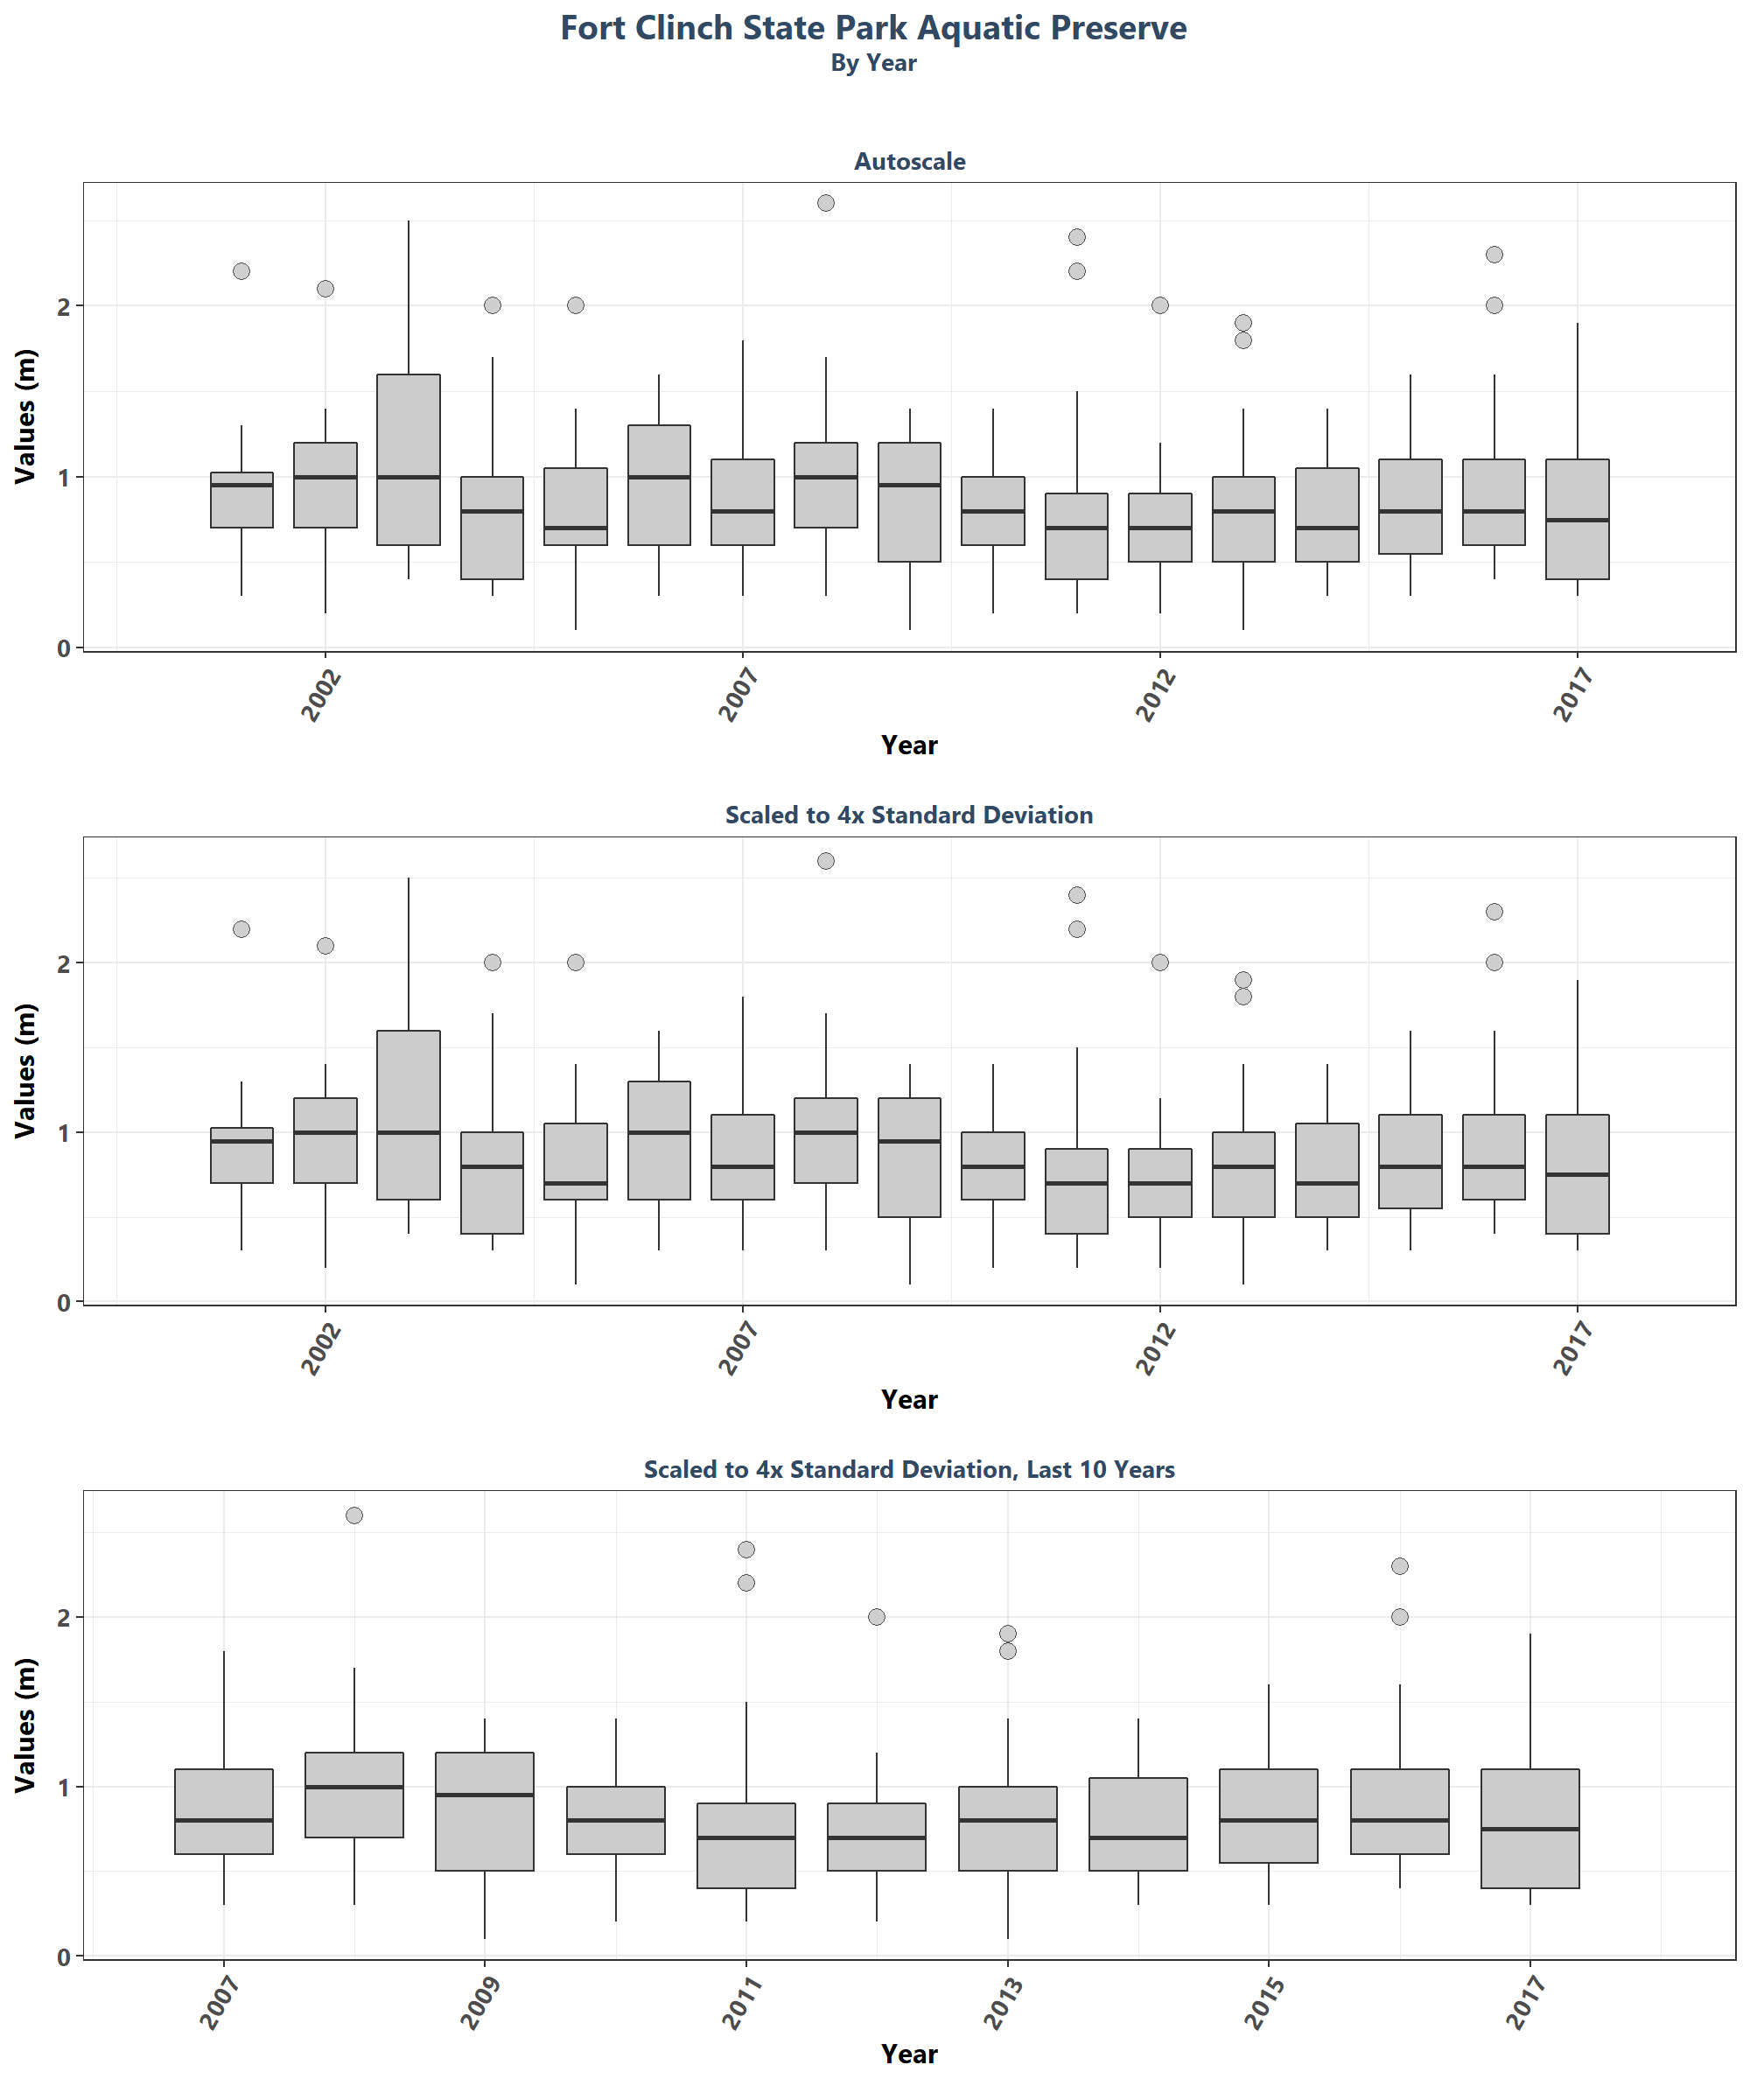 Fort Clinch State Park Aquatic Preserve
By Year
Autoscale
Values (m)
2
1
0
2002 2007 2012 2017
Year
Scaled to 4x Standard Deviation
Values (m)
2
1
0
2002 2007 2012 2017
Year
Scaled to 4x Standard Deviation, Last 10 Years
Values (m)
2
1
0
2007 2009 2011 2013 2015 2017
Year